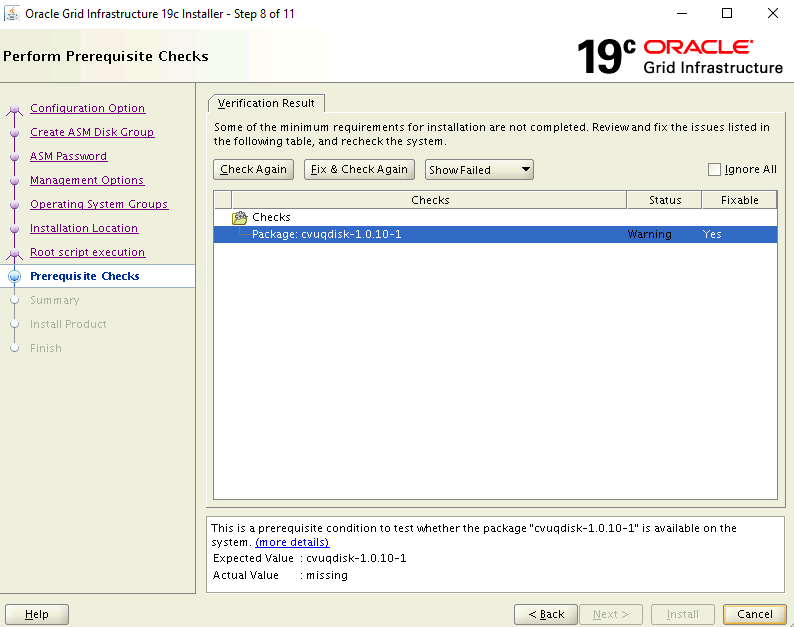 Oracle Grid Infrastructure 19c Installer - Step 8 of 11
Perform Prerequisite Checks
19c ORACLE
Grid Infrastructure
Configuration Option
Create ASM Disk Group
ASM Password
Management Options
Operating System Groups
Installation Location
Root script execution
Prerequisite Checks
Summary
Install Product
Finish
Verification Result
Some of the minimum requirements for installation are not completed. Review and fix the issues listed in
the following table, and recheck the system.
Check Again Fix & Check Again Show Failed Ignore All
Checks Status Fixable
Checks
Package: cvuqdisk-1.0.10-1 Warning Yes
This is a prerequisite condition to test whether the package "cvuqdisk-1.0.10-1" is available on the
system. (more details)
Expected Value : cvuqdisk-1.0.10-1
Actual Value : missing
Help < Back Next > Install Cancel